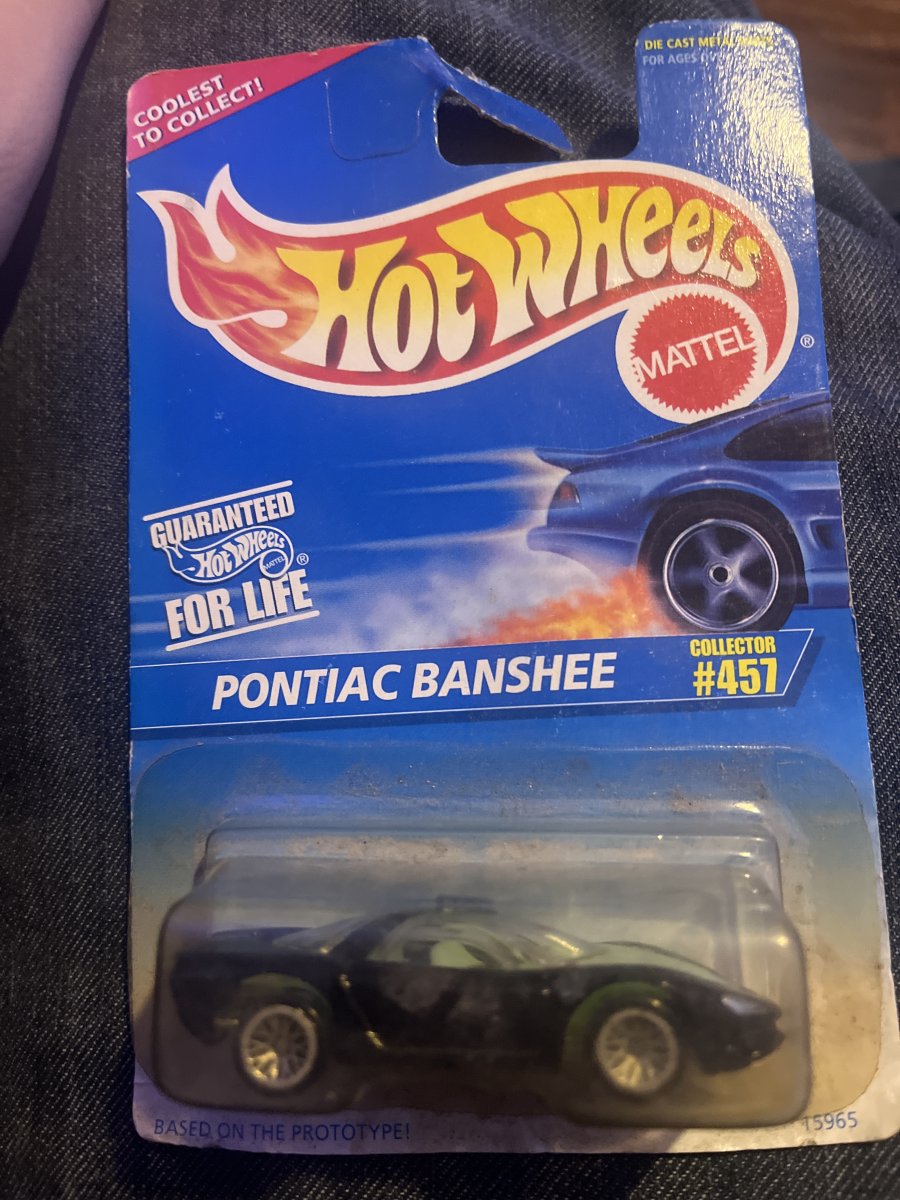 COOLEST
TO COLLECT!
DIE CAST METAL
FOR AGES
HOT WHEELS
MATTEL
®
GUARANTEED
HOT WHEELS
MATTEL
®
FOR LIFE
PONTIAC BANSHEE
COLLECTOR
#457
BASED ON THE PROTOTYPE!
15965